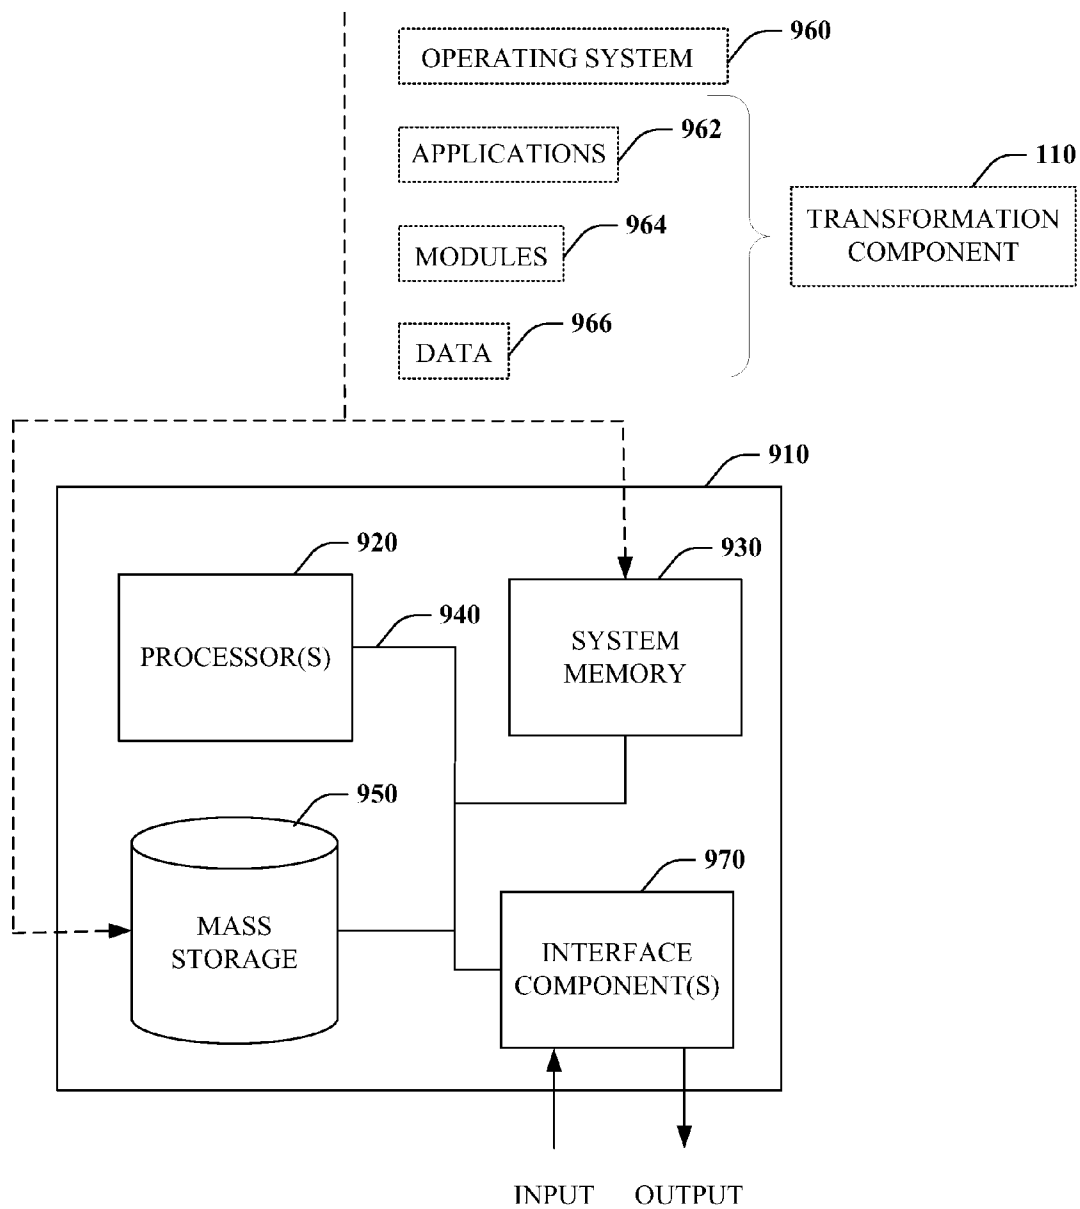 960
OPERATING SYSTEM
962
APPLICATIONS
110
TRANSFORMATION
COMPONENT
964
MODULES
966
DATA
910
920
930
940
PROCESSOR(S)
SYSTEM
MEMORY
950
970
MASS
STORAGE
INTERFACE
COMPONENT(S)
INPUT
OUTPUT